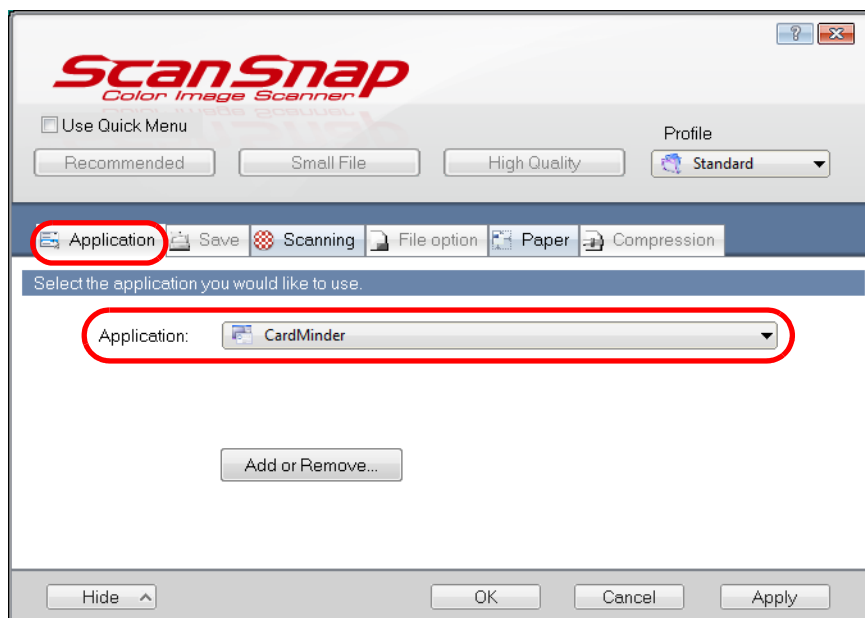 ScanSnap
Color Image Scanner
Use Quick Menu
Profile
Recommended Small File High Quality Standard
Application Save Scanning File option Paper Compression
Select the application you would like to use.
Application: CardMinder
Add or Remove...
Hide OK Cancel Apply